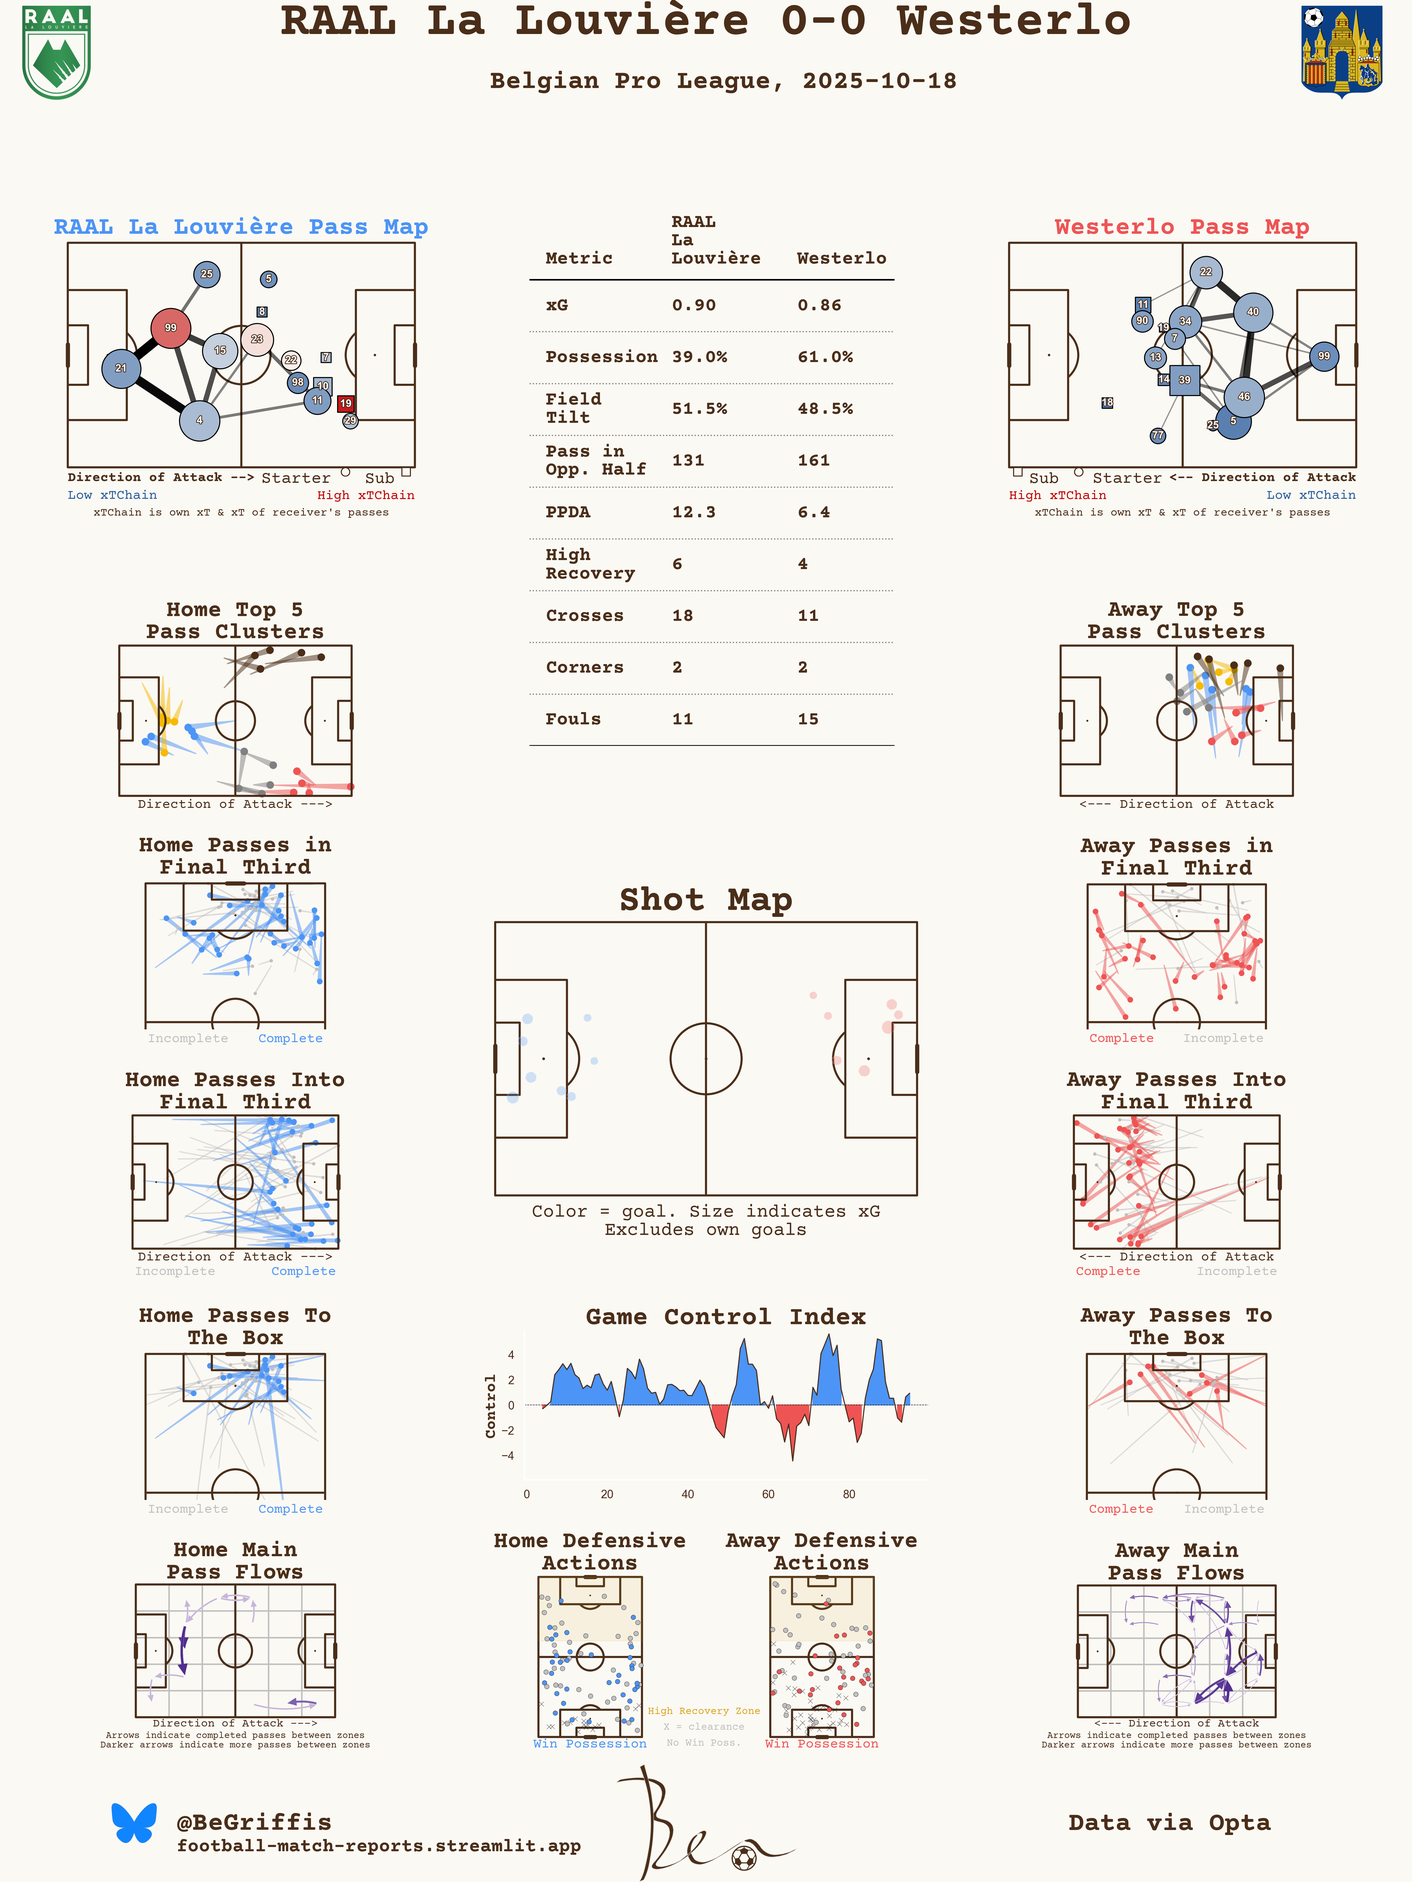 RAAL La Louvière 0-0 Westerlo
Belgian Pro League, 2025-10-18
RAAL
LA LOUVIÈRE
RAAL La Louvière Pass Map
25
5
8
99
23
15
22
7
21
98
10
11
19
4
29
Direction of Attack --> Starter Sub
Low xTChain High xTChain
xTChain is own xT & xT of receiver's passes
RAAL
La
Metric Louvière Westerlo
xG 0.90 0.86
Possession 39.0% 61.0%
Field
Tilt 51.5% 48.5%
Pass in
Opp. Half 131 161
PPDA 12.3 6.4
High
Recovery 6 4
Crosses 18 11
Corners 2 2
Fouls 11 15
Westerlo Pass Map
22
11
40
90
34
19
7
13
99
14
39
46
18
5
25
77
Sub Starter <-- Direction of Attack
High xTChain Low xTChain
xTChain is own xT & xT of receiver's passes
Home Top 5
Pass Clusters
Direction of Attack --->
Away Top 5
Pass Clusters
<--- Direction of Attack
Home Passes in
Final Third
Incomplete Complete
Away Passes in
Final Third
Complete Incomplete
Shot Map
Color = goal. Size indicates xG
Excludes own goals
Home Passes Into
Final Third
Direction of Attack --->
Incomplete Complete
Away Passes Into
Final Third
<--- Direction of Attack
Complete Incomplete
Home Passes To
The Box
Incomplete Complete
Game Control Index
Control
4
2
0
−2
−4
0 20 40 60 80
Away Passes To
The Box
Complete Incomplete
Home Main
Pass Flows
Direction of Attack --->
Arrows indicate completed passes between zones
Darker arrows indicate more passes between zones
Home Defensive
Actions
Win Possession
High Recovery Zone
X = clearance
No Win Poss.
Away Defensive
Actions
Win Possession
Away Main
Pass Flows
<--- Direction of Attack
Arrows indicate completed passes between zones
Darker arrows indicate more passes between zones
@BeGriffis
football-match-reports.streamlit.app
Ben
Data via Opta